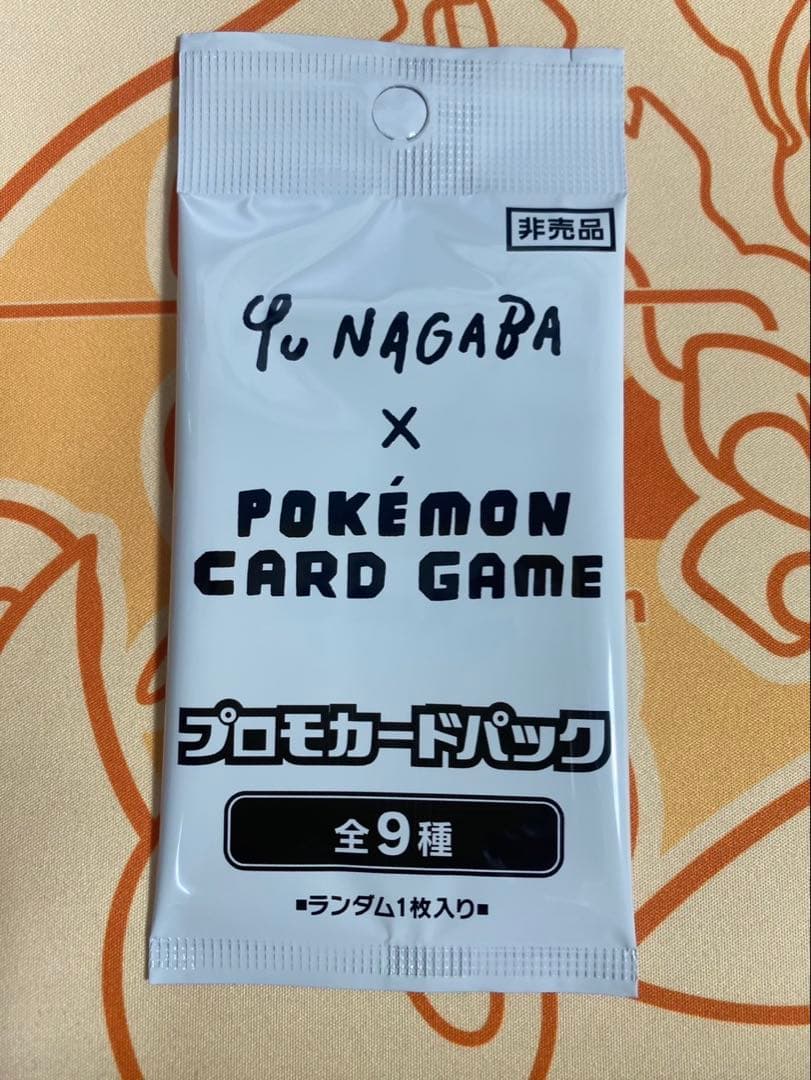 非売品
Yu NAGABA
×
POKÉMON
CARD GAME
プロモカードパック
全9種
■ランダム1枚入り■